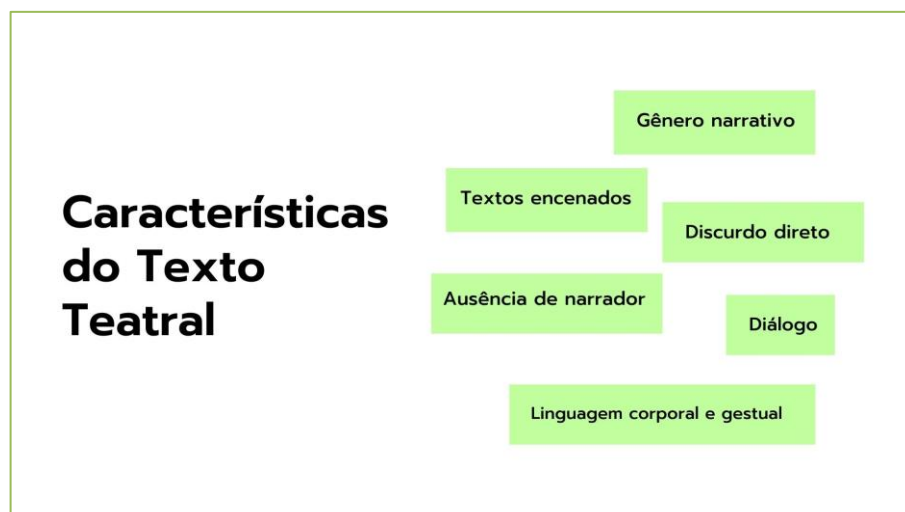 Características
do Texto
Teatral
Gênero narrativo
Textos encenados
Discurdo direto
Ausência de narrador
Diálogo
Linguagem corporal e gestual